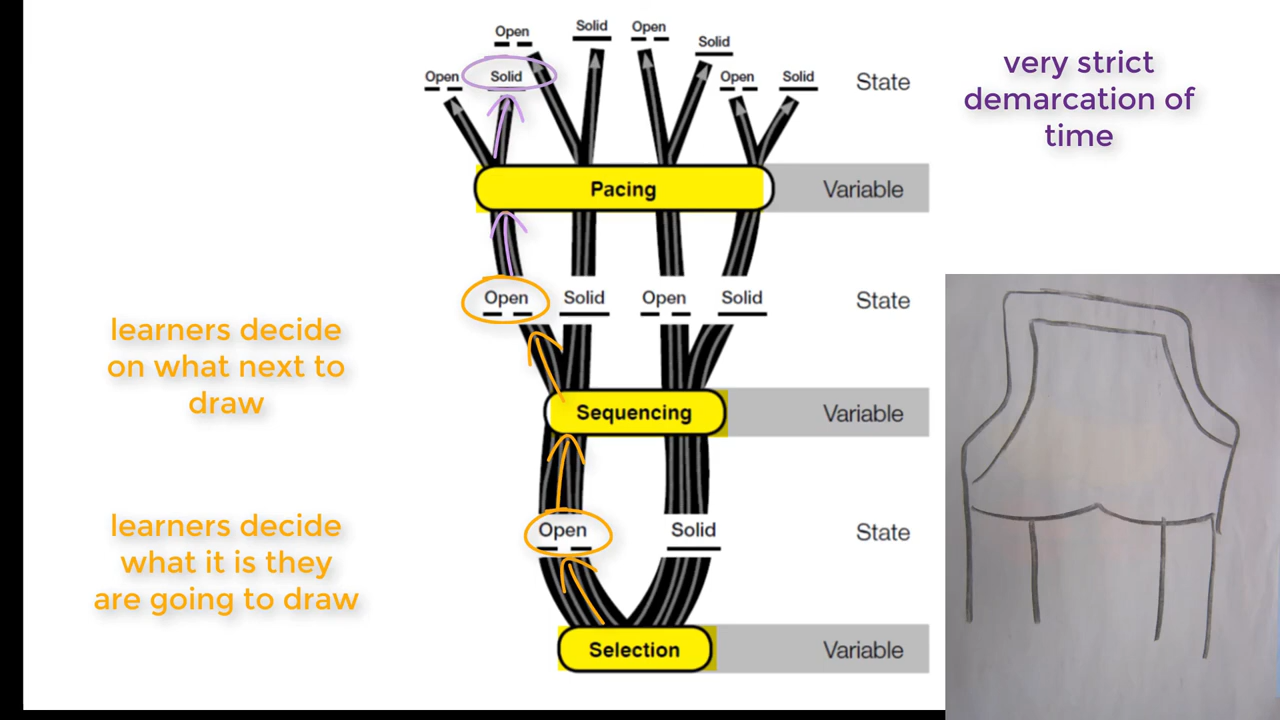 Open
Solid
Open
Solid
Open
Solid
Open
Solid
State
very strict
demarcation of
time
Pacing
Variable
Open
Solid
Open
Solid
State
learners decide
on what next to
draw
Sequencing
Variable
Open
Solid
State
learners decide
what it is they
are going to draw
Selection
Variable